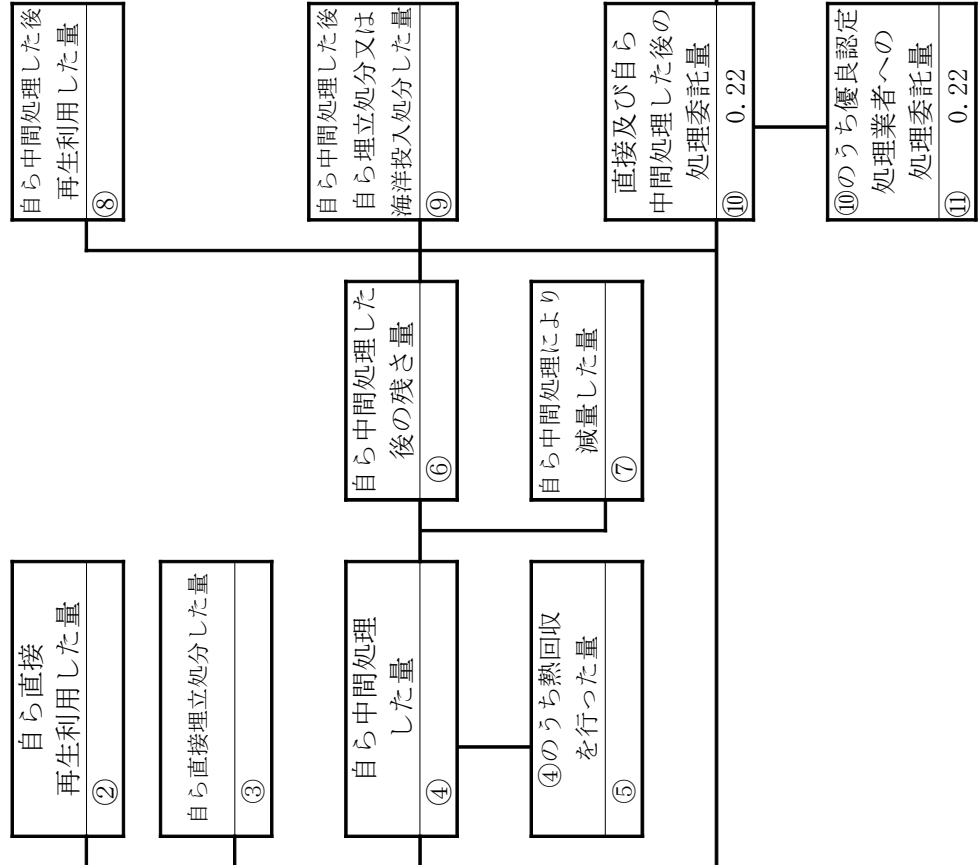 自ら直接
再生利用した量
②
自ら直接埋立処分した量
③
自ら中間処理
した量
④
④のうち熱回収
を行った量
⑤
自ら中間処理した
後の残さ量
⑥
自ら中間処理により
減量した量
⑦
自ら中間処理した後
再生利用した量
⑧
自ら中間処理した後
自ら埋立処分又は
海洋投入処分した量
⑨
直接及び自ら
中間処理した後の
処理委託量
⑩ 0.22
⑩のうち優良認定
処理業者への
処理委託量
⑪ 0.22